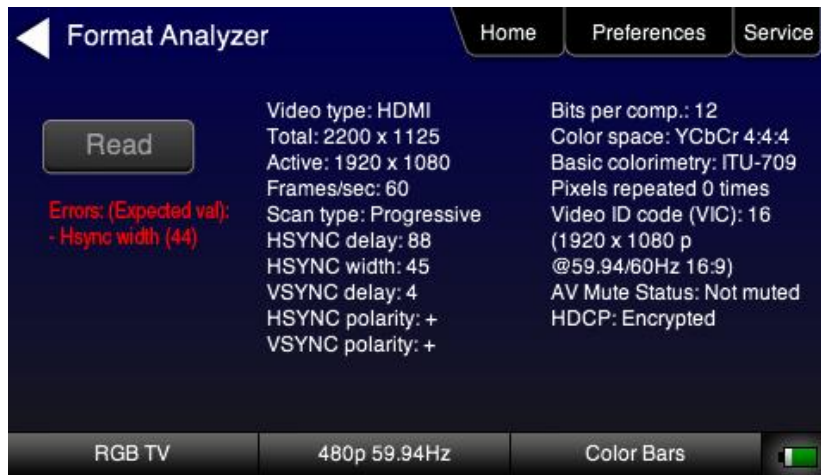 Format Analyzer
Home
Preferences
Service
Read
Errors: (Expected val):
- Hsync width (44)
Video type: HDMI
Total: 2200 x 1125
Active: 1920 x 1080
Frames/sec: 60
Scan type: Progressive
HSYNC delay: 88
HSYNC width: 45
VSYNC delay: 4
HSYNC polarity: +
VSYNC polarity: +
Bits per comp.: 12
Color space: YCbCr 4:4:4
Basic colorimetry: ITU-709
Pixels repeated 0 times
Video ID code (VIC): 16
(1920 x 1080 p
@59.94/60Hz 16:9)
AV Mute Status: Not muted
HDCP: Encrypted
RGB TV
480p 59.94Hz
Color Bars